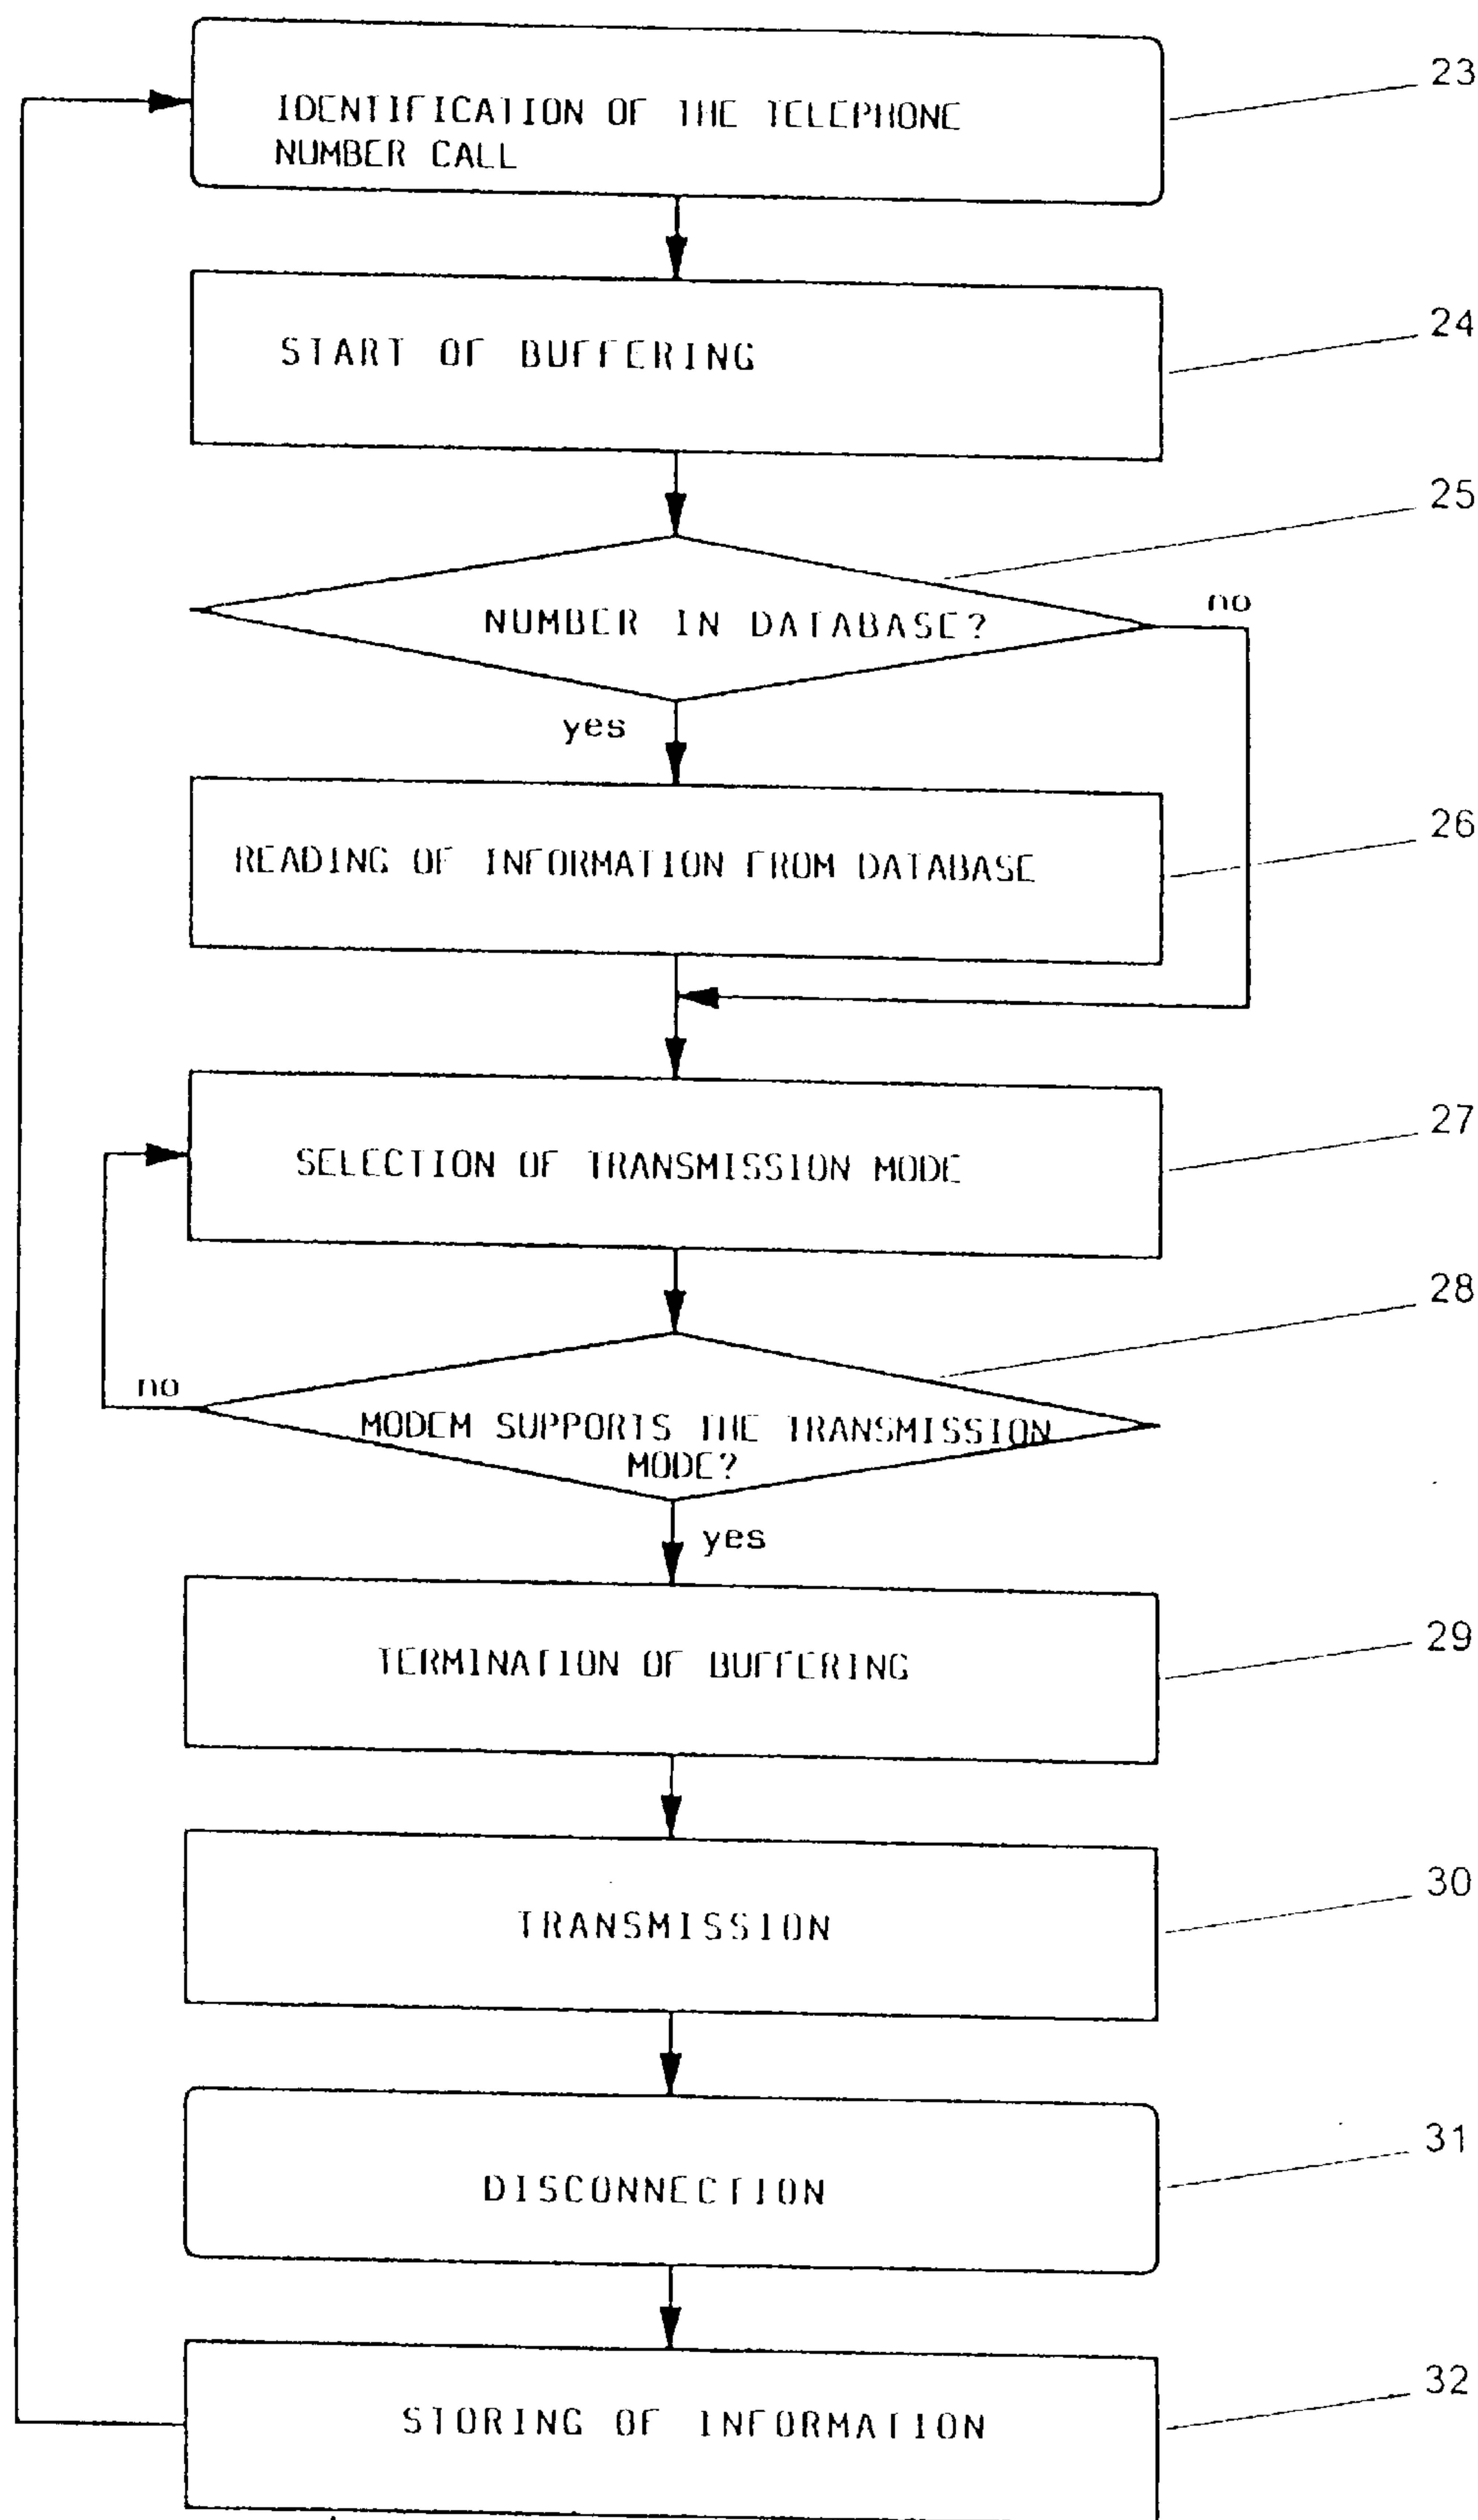 IDENTIFICATION OF THE TELEPHONE
NUMBER CALL
23
START OF BUFFERING
24
25
NUMBER IN DATABASE?
no
yes
READING OF INFORMATION FROM DATABASE
26
SELECTION OF TRANSMISSION MODE
27
28
no
MODEM SUPPORTS THE TRANSMISSION
MODE?
yes
TERMINATION OF BUFFERING
29
TRANSMISSION
30
DISCONNECTION
31
STORING OF INFORMATION
32